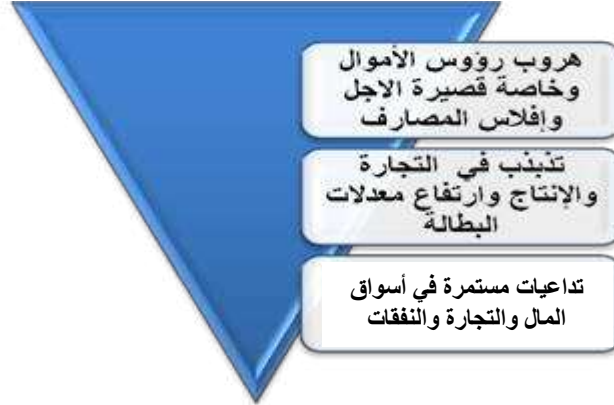 هروب رؤوس الأموال
وخاصة قصيرة الاجل
وإفلاس المصارف
تذبذب في التجارة
والإنتاج وارتفاع معدلات
البطالة
تداعيات مستمرة في أسواق
المال والتجارة والنفقات